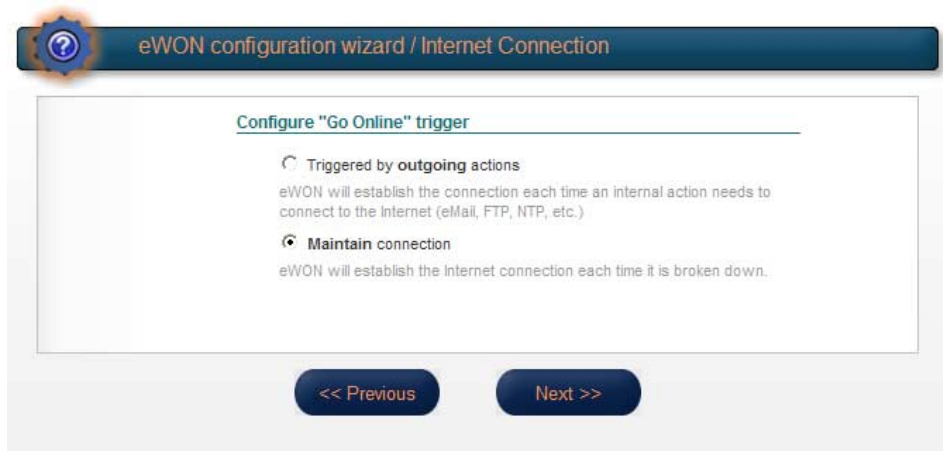 eWON configuration wizard / Internet Connection
Configure "Go Online" trigger
Triggered by outgoing actions
eWON will establish the connection each time an internal action needs to
connect to the Internet (eMail, FTP, NTP, etc.)
Maintain connection
eWON will establish the Internet connection each time it is broken down.
<< Previous
Next >>